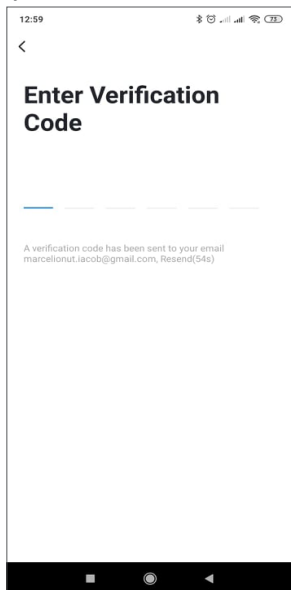 12:59
73
Enter Verification
Code
A verification code has been sent to your email
marcelionut.iacob@gmail.com, Resend(54s)